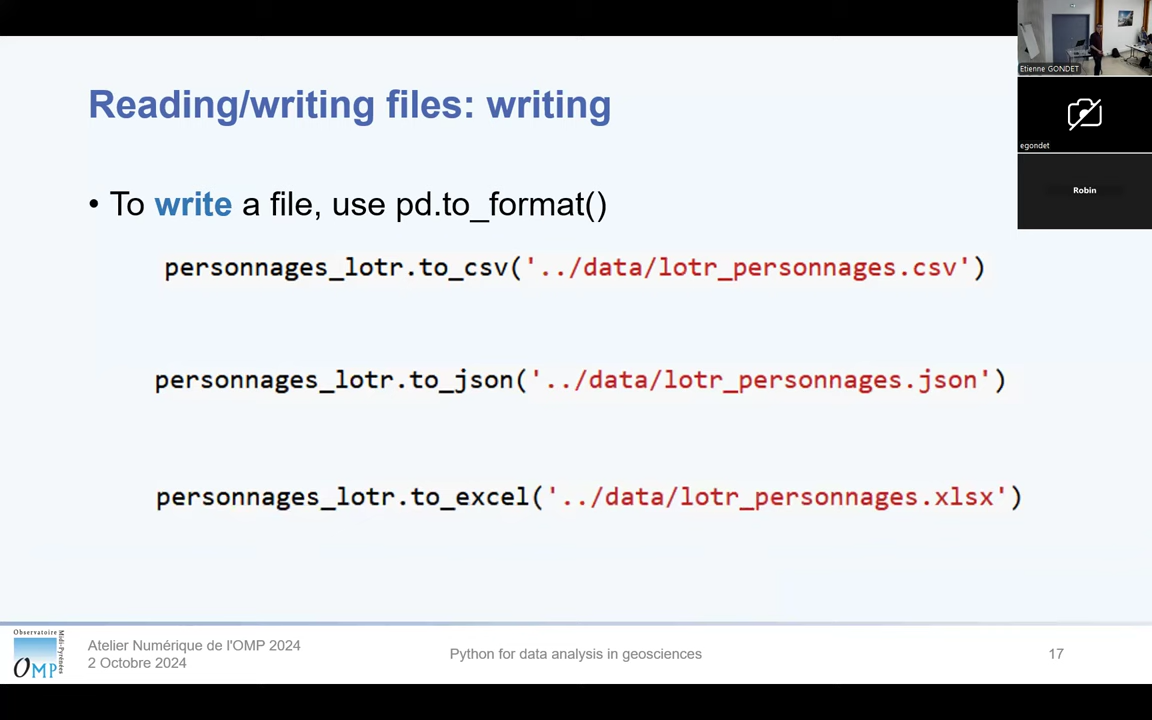 Reading/writing files: writing
• To write a file, use pd.to_format()
personnages_lotr.to_csv('../data/lotr_personnages.csv')
personnages_lotr.to_json('../data/lotr_personnages.json')
personnages_lotr.to_excel('../data/lotr_personnages.xlsx')
Etienne GONDET
egondet
Robin
Observatoire
Midi-Pyrénées
OMP
Atelier Numérique de l'OMP 2024
2 Octobre 2024
Python for data analysis in geosciences
17